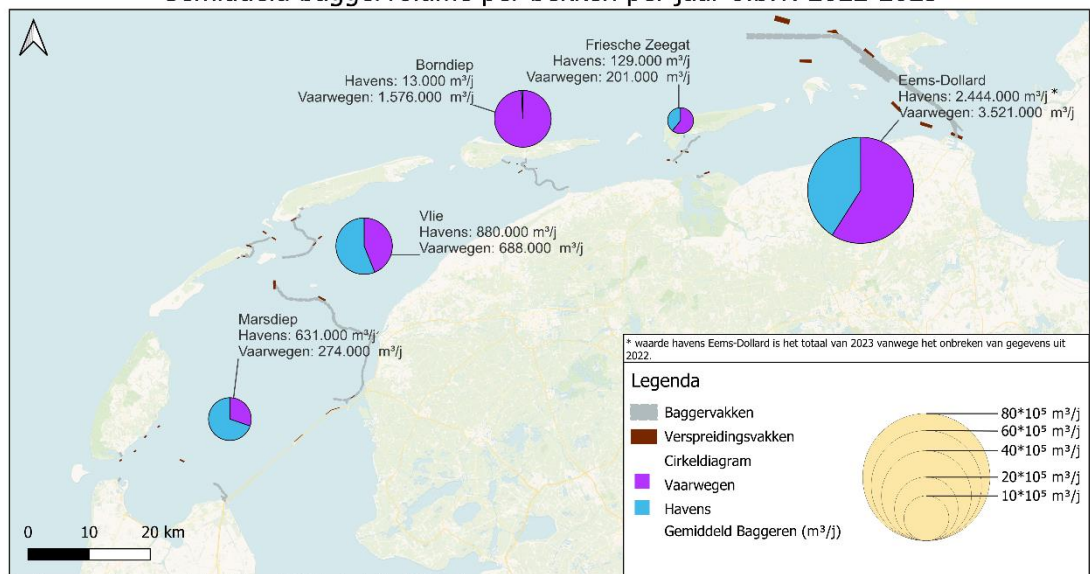 Friesche Zeegat
Havens: 129.000 m³/j
Vaarwegen: 201.000 m³/j
Borndiep
Havens: 13.000 m³/j
Vaarwegen: 1.576.000 m³/j
Eems-Dollard
Havens: 2.444.000 m³/j*
Vaarwegen: 3.521.000 m³/j
Vlie
Havens: 880.000 m³/j
Vaarwegen: 688.000 m³/j
Marsdiep
Havens: 631.000 m³/j
Vaarwegen: 274.000 m³/j
* waarde havens Eems-Dollard is het totaal van 2023 vanwege het onbreken van gegevens uit
2022.
Legenda
Baggervakken
Verspreidingsvakken
Cirkeldiagram
Vaarwegen
Havens
Gemiddeld Baggeren (m³/j)
80*10⁵ m³/j
60*10⁵ m³/j
40*10⁵ m³/j
20*10⁵ m³/j
10*10⁵ m³/j
0 10 20 km